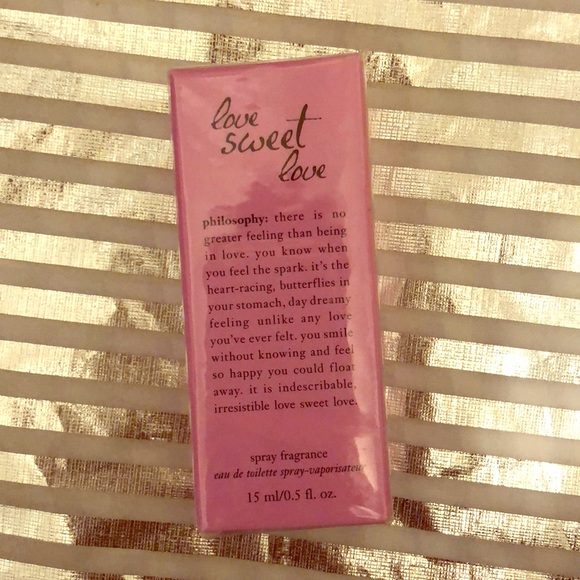 love
sweet
love
philosophy: there is no
greater feeling than being
in love. you know when
you feel the spark. it's the
heart-racing, butterflies in
your stomach, day dreamy
feeling unlike any love
you've ever felt. you smile
without knowing and feel
so happy you could float
away. it is indescribable,
irresistible love sweet love.
spray fragrance
eau de toilette spray-vaporisateur
15 ml/0.5 fl. oz.